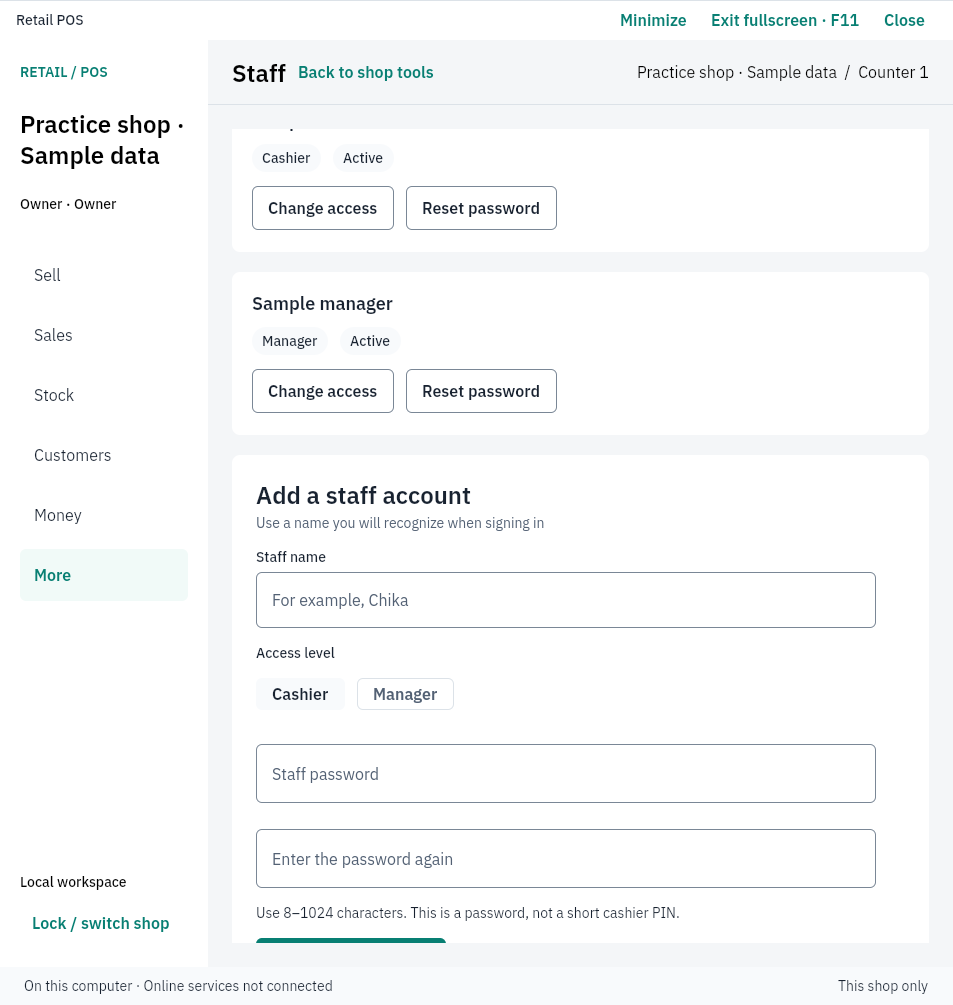 Retail POS
Minimize
Exit fullscreen · F11
Close
RETAIL / POS
Practice shop ·
Sample data
Owner · Owner
Sell
Sales
Stock
Customers
Money
More
Local workspace
Lock / switch shop
Staff
Back to shop tools
Practice shop · Sample data / Counter 1
Cashier
Active
Change access
Reset password
Sample manager
Manager
Active
Change access
Reset password
Add a staff account
Use a name you will recognize when signing in
Staff name
For example, Chika
Access level
Cashier
Manager
Staff password
Enter the password again
Use 8–1024 characters. This is a password, not a short cashier PIN.
On this computer · Online services not connected
This shop only